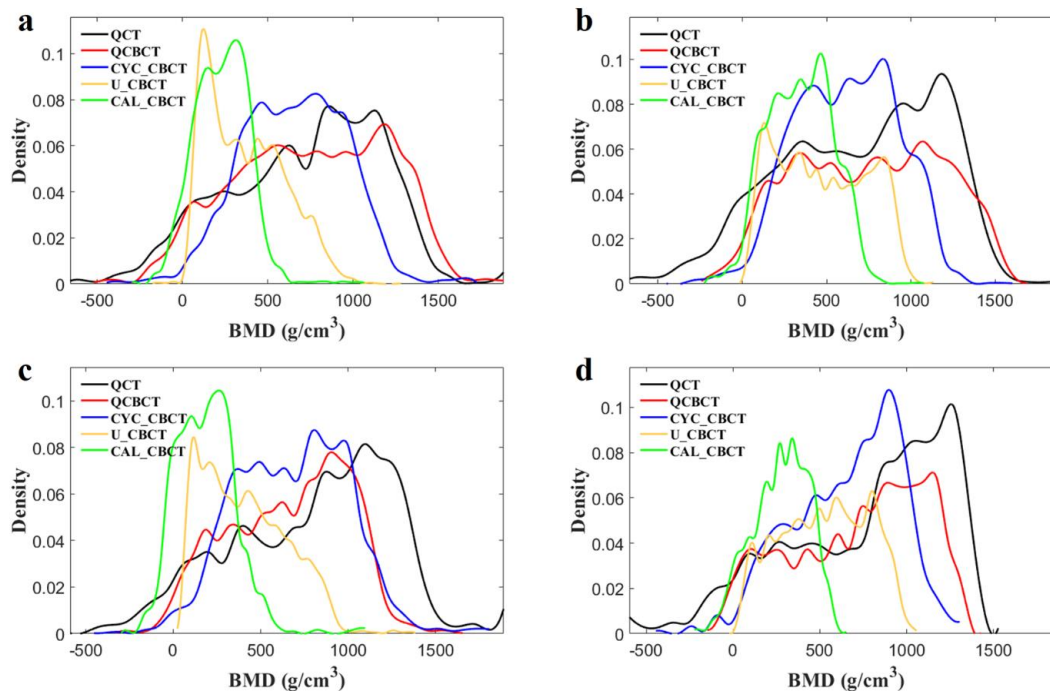 a
QCT
QCBCT
CYC_CBCT
U_CBCT
CAL_CBCT
Density
0.1
0.08
0.06
0.04
0.02
0
-500 0 500 1000 1500
BMD (g/cm³)
b
QCT
QCBCT
CYC_CBCT
U_CBCT
CAL_CBCT
Density
0.1
0.08
0.06
0.04
0.02
0
-500 0 500 1000 1500
BMD (g/cm³)
c
QCT
QCBCT
CYC_CBCT
U_CBCT
CAL_CBCT
Density
0.1
0.08
0.06
0.04
0.02
0
-500 0 500 1000 1500
BMD (g/cm³)
d
QCT
QCBCT
CYC_CBCT
U_CBCT
CAL_CBCT
Density
0.1
0.08
0.06
0.04
0.02
0
-500 0 500 1000 1500
BMD (g/cm³)